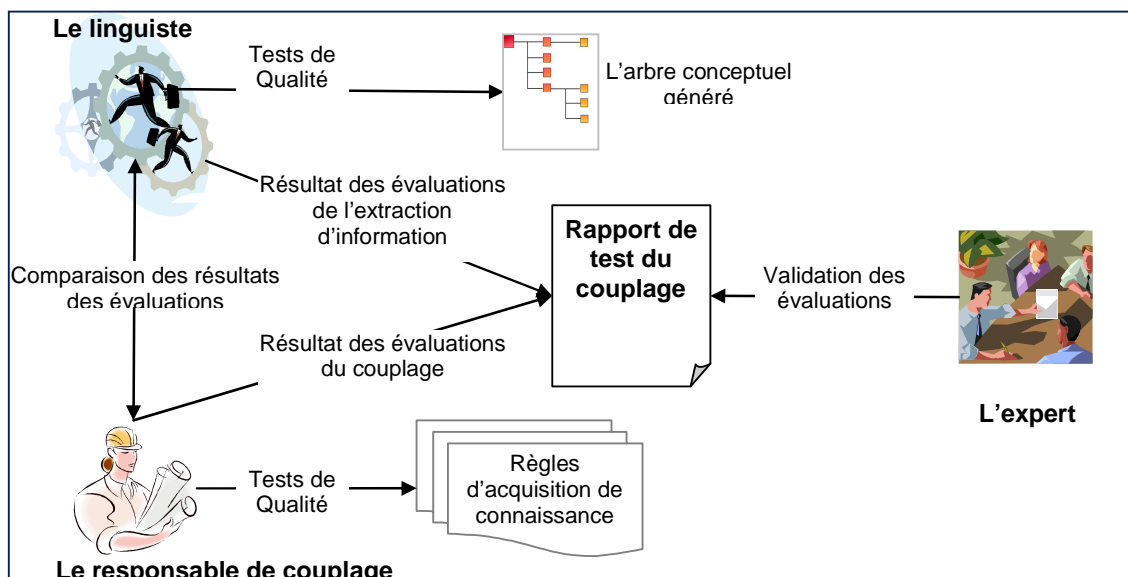 Le linguiste
Tests de
Qualité
L'arbre conceptuel
généré
Résultat des évaluations
de l'extraction
d'information
Rapport de
test du
couplage
Validation des
évaluations
Comparaison des résultats
des évaluations
Résultat des évaluations
du couplage
L'expert
Tests de
Qualité
Règles
d'acquisition de
connaissance
Le responsable de couplage